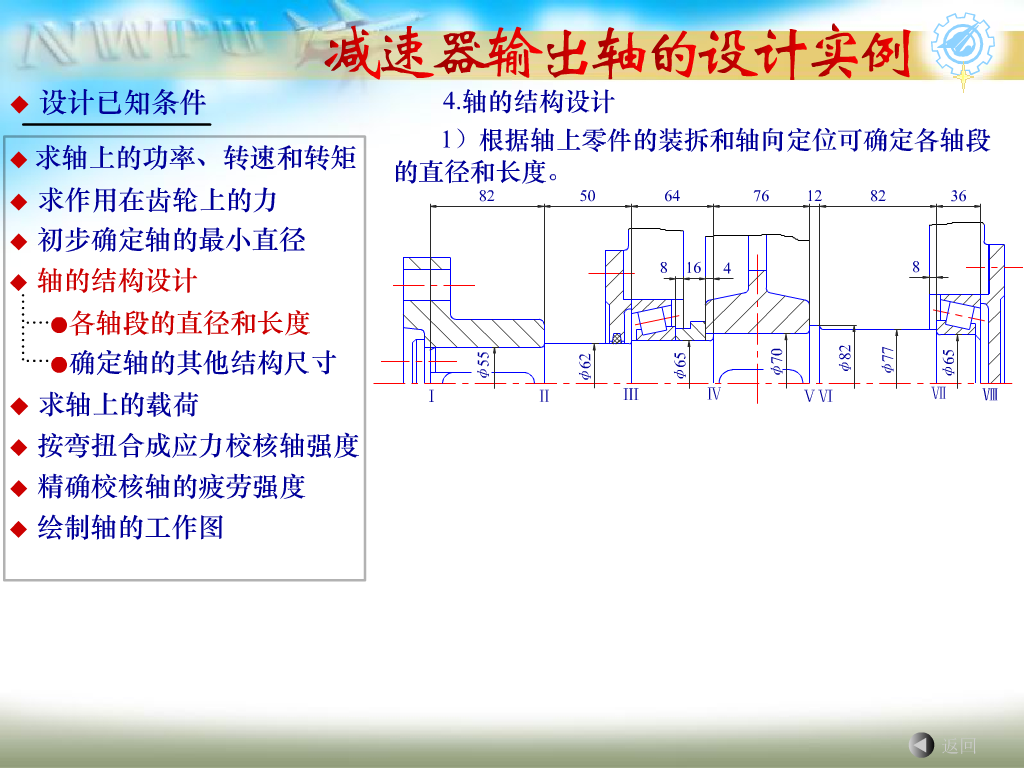 NWPU
减速器输出轴的设计实例
◆ 设计已知条件
◆ 求轴上的功率、转速和转矩
◆ 求作用在齿轮上的力
◆ 初步确定轴的最小直径
◆ 轴的结构设计
●各轴段的直径和长度
●确定轴的其他结构尺寸
◆ 求轴上的载荷
◆ 按弯扭合成应力校核轴强度
◆ 精确校核轴的疲劳强度
◆ 绘制轴的工作图
4.轴的结构设计
1）根据轴上零件的装拆和轴向定位可确定各轴段
的直径和长度。
82 50 64 76 12 82 36
8 16 4 8
ф55 ф62 ф65 ф70 ф82 ф77 ф65
Ⅰ Ⅱ Ⅲ Ⅳ Ⅴ Ⅵ Ⅶ Ⅷ
返回